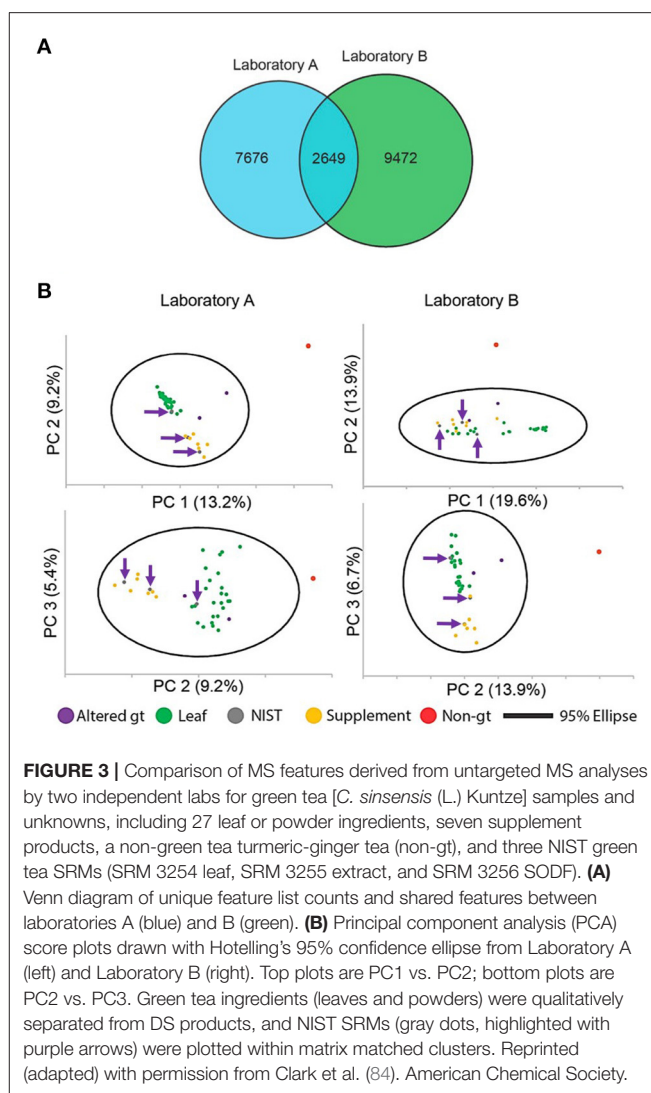 A
Laboratory A
Laboratory B
7676
2649
9472
B
Laboratory A
Laboratory B
PC 2 (9.2%)
PC 1 (13.2%)
PC 2 (13.9%)
PC 1 (19.6%)
PC 3 (5.4%)
PC 2 (9.2%)
PC 3 (6.7%)
PC 2 (13.9%)
Altered gt Leaf NIST Supplement Non-gt 95% Ellipse
FIGURE 3 | Comparison of MS features derived from untargeted MS analyses
by two independent labs for green tea [C. sinsensis (L.) Kuntze] samples and
unknowns, including 27 leaf or powder ingredients, seven supplement
products, a non-green tea turmeric-ginger tea (non-gt), and three NIST green
tea SRMs (SRM 3254 leaf, SRM 3255 extract, and SRM 3256 SODF). (A)
Venn diagram of unique feature list counts and shared features between
laboratories A (blue) and B (green). (B) Principal component analysis (PCA)
score plots drawn with Hotelling's 95% confidence ellipse from Laboratory A
(left) and Laboratory B (right). Top plots are PC1 vs. PC2; bottom plots are
PC2 vs. PC3. Green tea ingredients (leaves and powders) were qualitatively
separated from DS products, and NIST SRMs (gray dots, highlighted with
purple arrows) were plotted within matrix matched clusters. Reprinted
(adapted) with permission from Clark et al. (84). American Chemical Society.